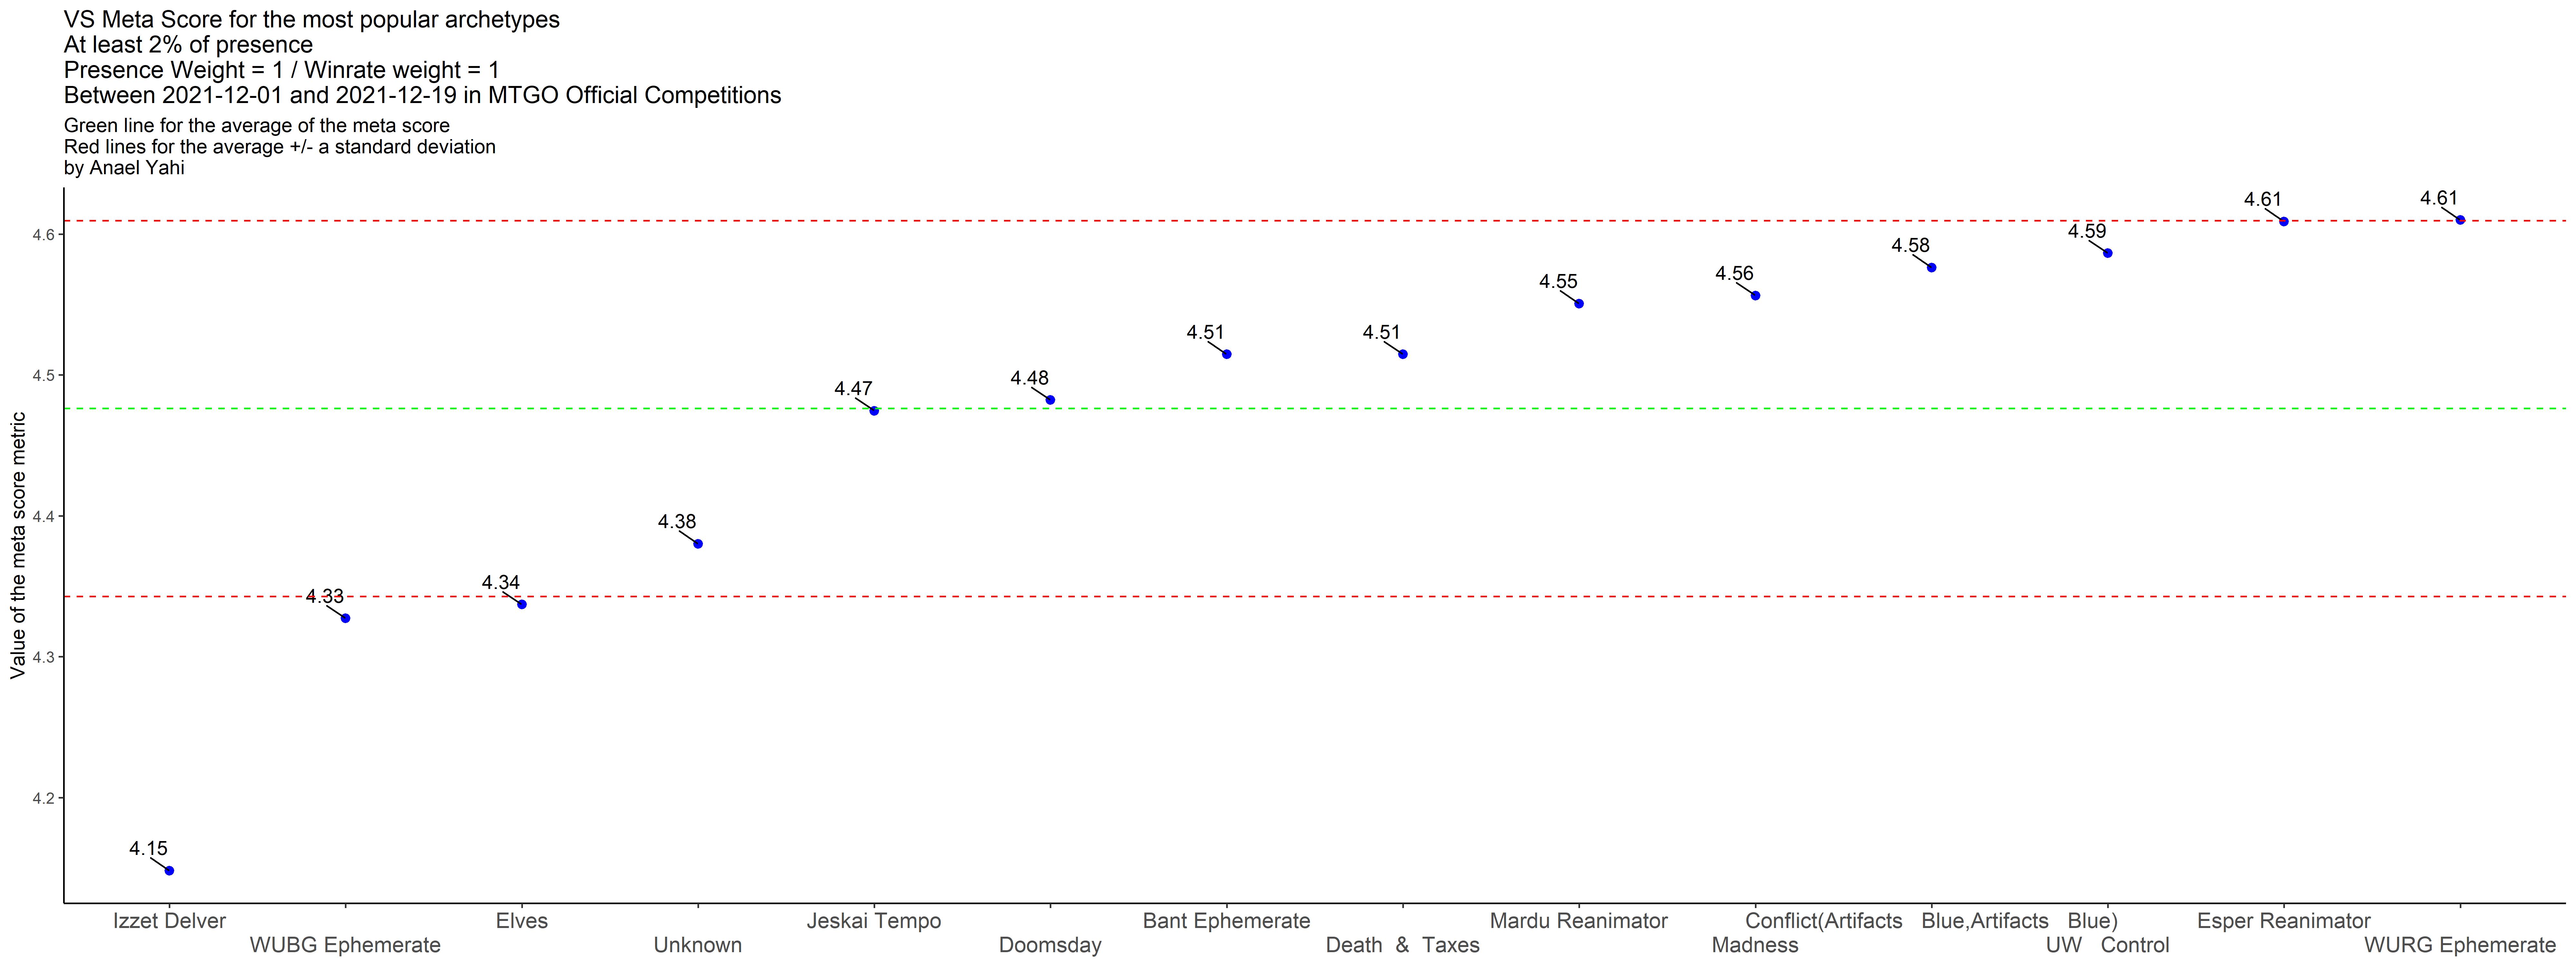 VS Meta Score for the most popular archetypes
At least 2% of presence
Presence Weight = 1 / Winrate weight = 1
Between 2021-12-01 and 2021-12-19 in MTGO Official Competitions
Green line for the average of the meta score
Red lines for the average +/- a standard deviation
by Anael Yahi
Value of the meta score metric
4.6
4.5
4.4
4.3
4.2
4.15
4.33
4.34
4.38
4.47
4.48
4.51
4.51
4.55
4.56
4.58
4.59
4.61
4.61
Izzet Delver
WUBG Ephemerate
Elves
Unknown
Jeskai Tempo
Doomsday
Bant Ephemerate
Death & Taxes
Mardu Reanimator
Madness
Conflict(Artifacts Blue,Artifacts Blue)
UW Control
Esper Reanimator
WURG Ephemerate